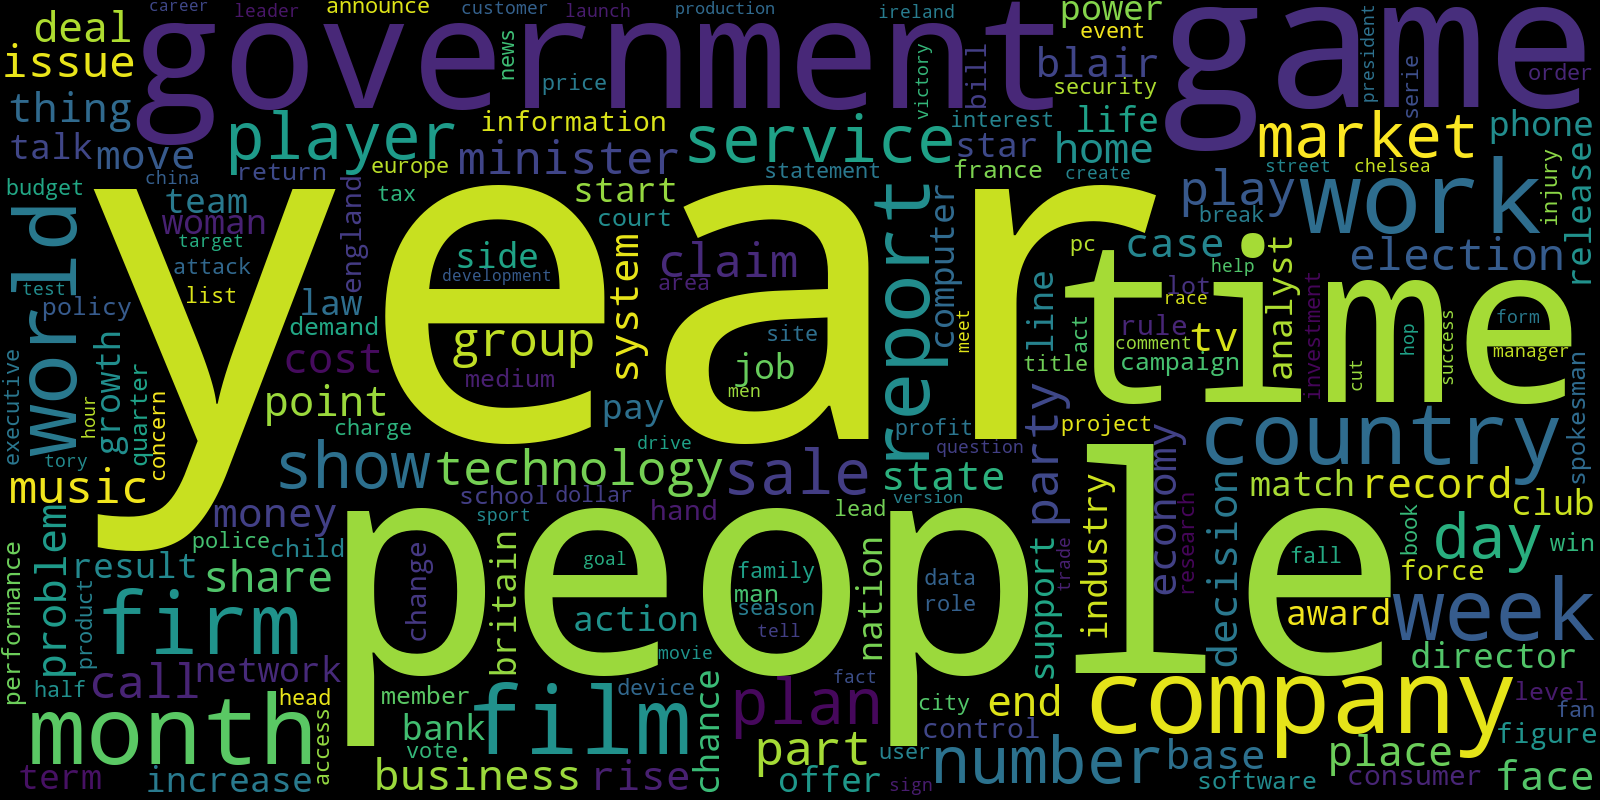 career
leader
announce
customer
launch
production
ireland
power
deal
government
game
event
president
serie
issue
news
price
victory
bill
blair
security
order
thing
player
information
service
interest
life
market
phone
talk
move
minister
star
home
europe
return
statement
france
create
street
chelsea
budget
china
team
tax
start
court
england
year
report
computer
play
work
injury
release
woman
break
world
target
attack
side
development
system
claim
area
pc
case
help
analyst
election
test
list
policy
law
demand
group
site
line
lot
race
time
investment
form
growth
cost
medium
job
men
meet
title
act
rule
comment
tv
campaign
cut
hop
success
manager
executive
hour
quarter
concern
point
charge
pay
drive
profit
question
party
project
country
spokesman
tory
music
show
technology
sale
state
version
economy
match
record
club
school
dollar
sport
hand
lead
industry
research
decision
book
day
win
money
police
child
problem
result
share
britain
people
goal
family
man
season
tell
data
role
nation
support
trade
fall
force
award
week
performance
product
firm
change
action
movie
director
call
network
half
head
member
device
chance
plan
fact
city
end
company
level
fan
month
access
bank
vote
film
part
user
control
number
base
place
figure
term
increase
business
rise
offer
sign
software
consumer
face